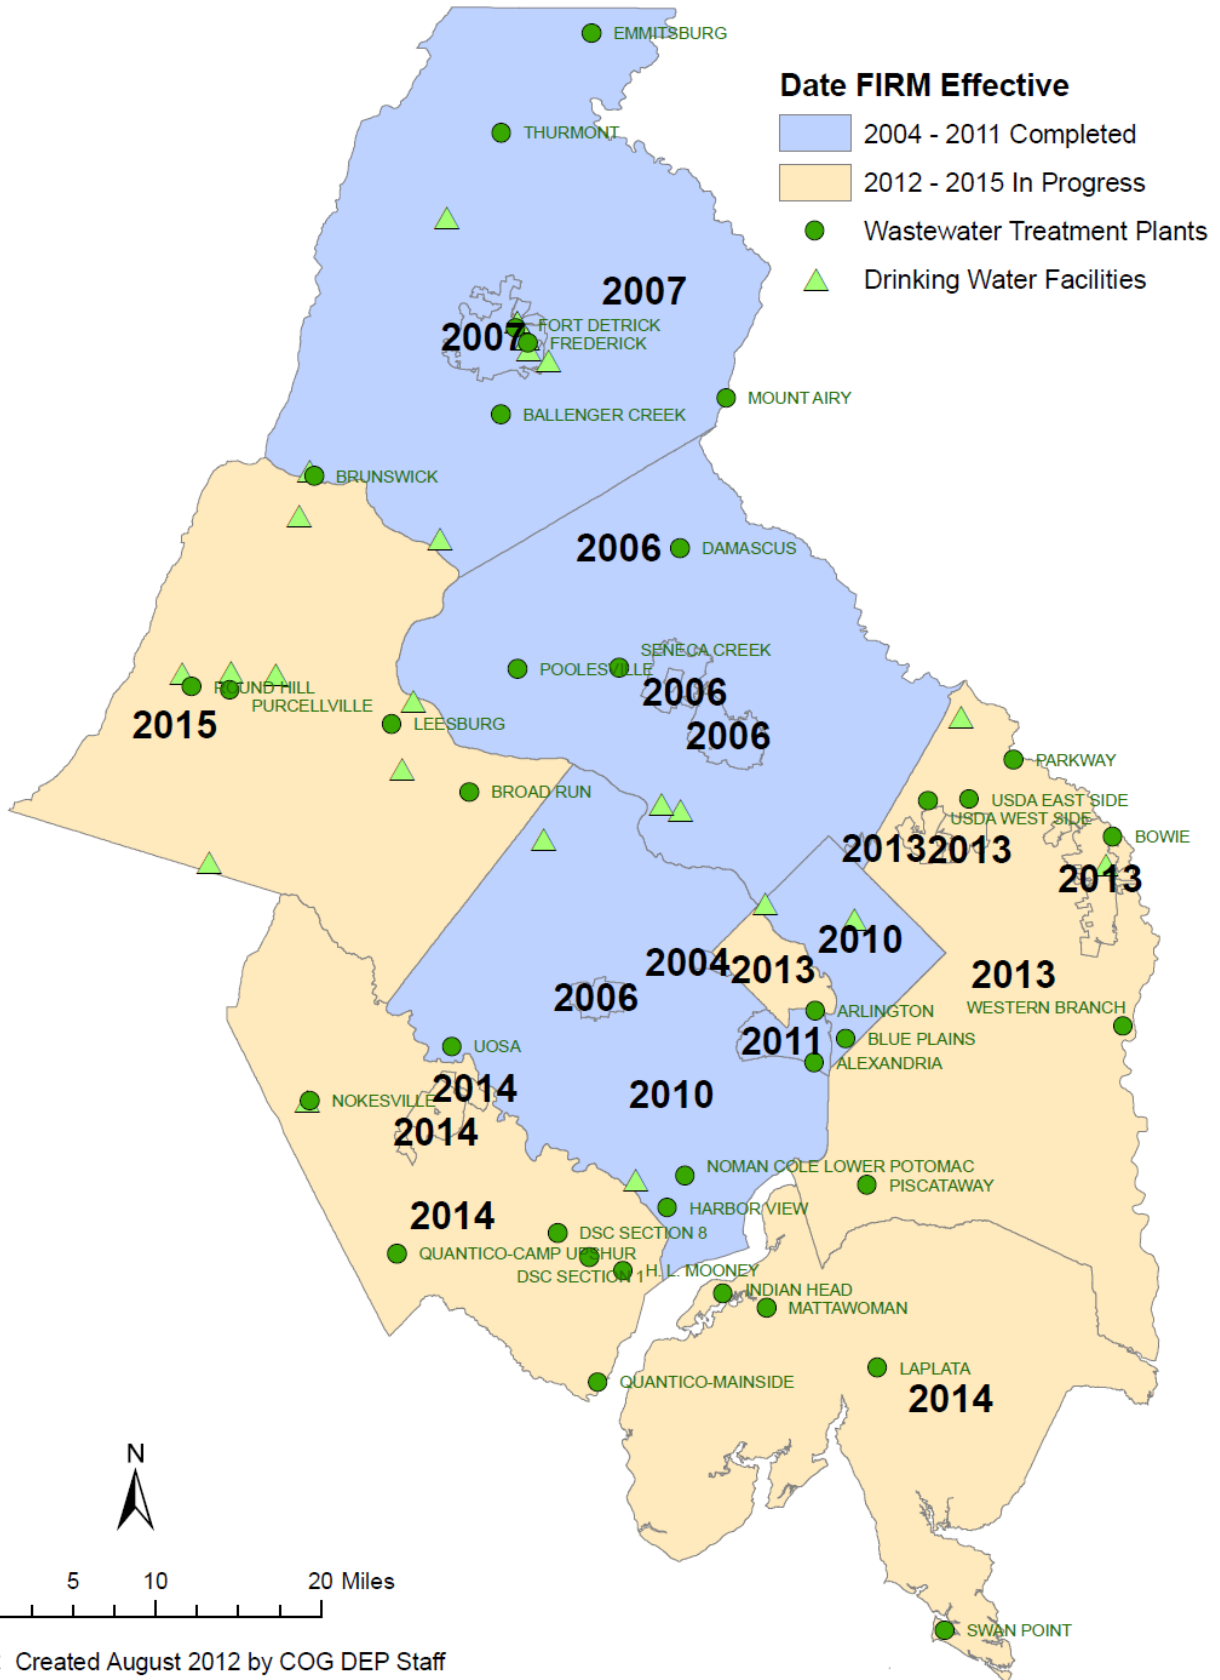 EMMITSBURG
Date FIRM Effective
2004 - 2011 Completed
THURMONT
2012 - 2015 In Progress
Wastewater Treatment Plants
Drinking Water Facilities
2007
FORT DETRICK
2007
FREDERICK
MOUNT AIRY
BALLENGER CREEK
BRUNSWICK
2006
DAMASCUS
SENECA CREEK
POOLESVILLE
ROUND HILL
2006
PURCELLVILLE
2015
LEESBURG
2006
PARKWAY
BROAD RUN
USDA EAST SIDE
USDA WEST SIDE
BOWIE
2013
2013
2013
2010
2004
2013
2013
2006
WESTERN BRANCH
ARLINGTON
2011
BLUE PLAINS
UOSA
ALEXANDRIA
2014
2010
NOKESVILLE
2014
NOMAN COLE LOWER POTOMAC
PISCATAWAY
2014
HARBOR VIEW
DSC SECTION 8
QUANTICO-CAMP UPSHUR
H. L. MOONEY
DSC SECTION 1
INDIAN HEAD
MATTAWOMAN
LAPLATA
QUANTICO-MAINSIDE
2014
N
5 10 20 Miles
SWAN POINT
Created August 2012 by COG DEP Staff